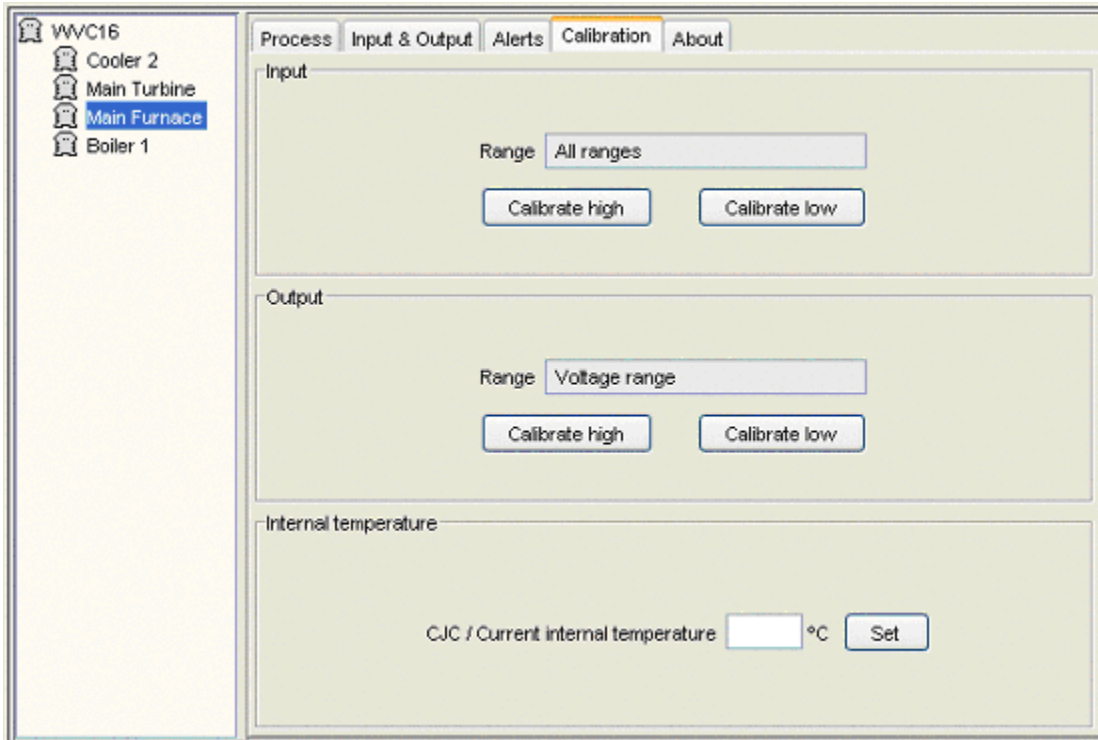 WVC16
Cooler 2
Main Turbine
Main Furnace
Boiler 1
Process Input & Output Alerts Calibration About
Input
Range All ranges
Calibrate high Calibrate low
Output
Range Voltage range
Calibrate high Calibrate low
Internal temperature
CJC / Current internal temperature ºC Set